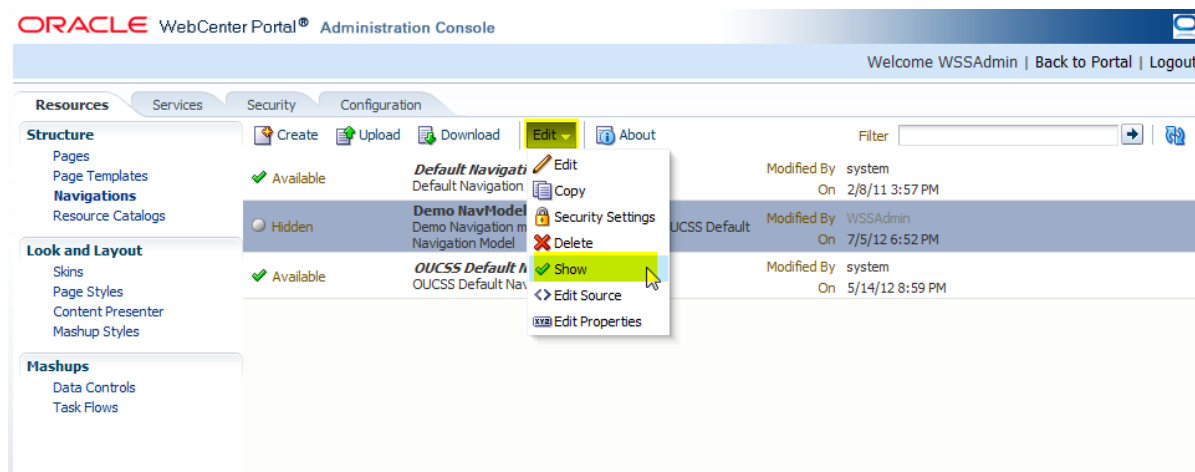 ORACLE WebCenter Portal® Administration Console
Welcome WSSAdmin | Back to Portal | Logout
Resources Services Security Configuration
Structure
Pages
Page Templates
Navigations
Resource Catalogs
Look and Layout
Skins
Page Styles
Content Presenter
Mashup Styles
Mashups
Data Controls
Task Flows
Create Upload Download Edit About Filter
Available
Default Navigati
Default Navigation
Modified By system
On 2/8/11 3:57 PM
Hidden
Demo NavModel
Demo Navigation m UCSS Default
Navigation Model
Modified By WSSAdmin
On 7/5/12 6:52 PM
Available
OUCSS Default N
OUCSS Default Nav
Modified By system
On 5/14/12 8:59 PM
Edit
Copy
Security Settings
Delete
Show
Edit Source
xyz Edit Properties